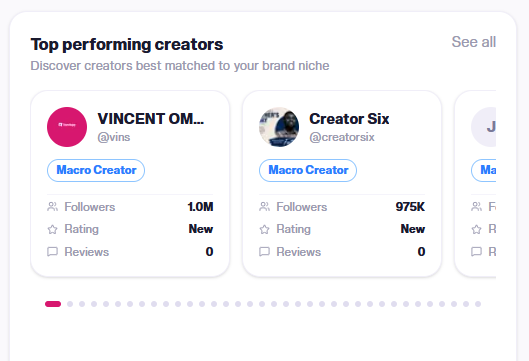 Top performing creators
See all
Discover creators best matched to your brand niche
VINCENT OM...
@vins
Macro Creator
Followers 1.0M
Rating New
Reviews 0
Creator Six
@creatorsix
Macro Creator
Followers 975K
Rating New
Reviews 0
J
Ma
F
R
R